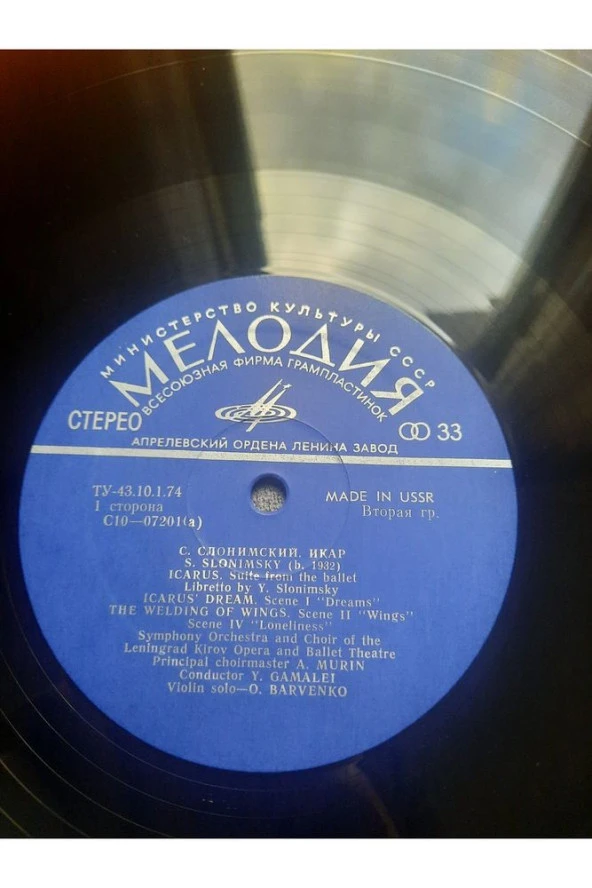 МИНИСТЕРСТВО КУЛЬТУРЫ СССР
МЕЛОДИЯ
ВСЕСОЮЗНАЯ ФИРМА ГРАМПЛАСТИНОК
СТЕРЕО
33
АПРЕЛЕВСКИЙ ОРДЕНА ЛЕНИНА ЗАВОД
ТУ-43.10.1.74
MADE IN USSR
1 сторона
Вторая гр.
С10—07201(а)
С. СЛОНИМСКИЙ. ИКАР
S. SLONIMSKY (b. 1932)
ICARUS. Suite from the ballet
Libretto by Y. Slonimsky
ICARUS' DREAM. Scene I "Dreams"
THE WELDING OF WINGS. Scene II "Wings"
Scene IV "Loneliness"
Symphony Orchestra and Choir of the
Leningrad Kirov Opera and Ballet Theatre
Principal choirmaster A. MURIN
Conductor Y. GAMALEI
Violin solo—O. BARVENKO